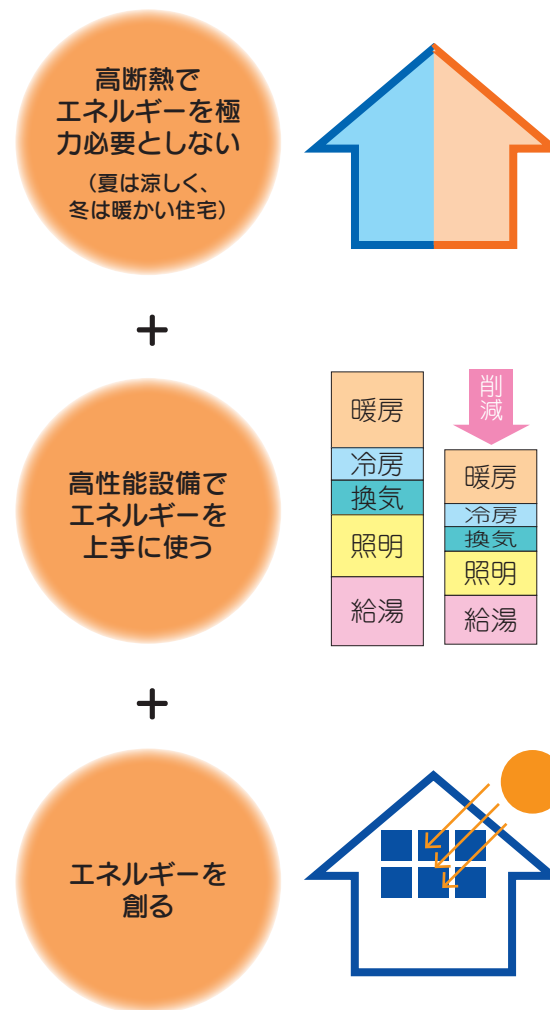 高断熱で
エネルギーを極
力必要としない
（夏は涼しく、
冬は暖かい住宅）
+
高性能設備で
エネルギーを
上手に使う
暖房
冷房
換気
照明
給湯
削減
暖房
冷房
換気
照明
給湯
+
エネルギーを
創る